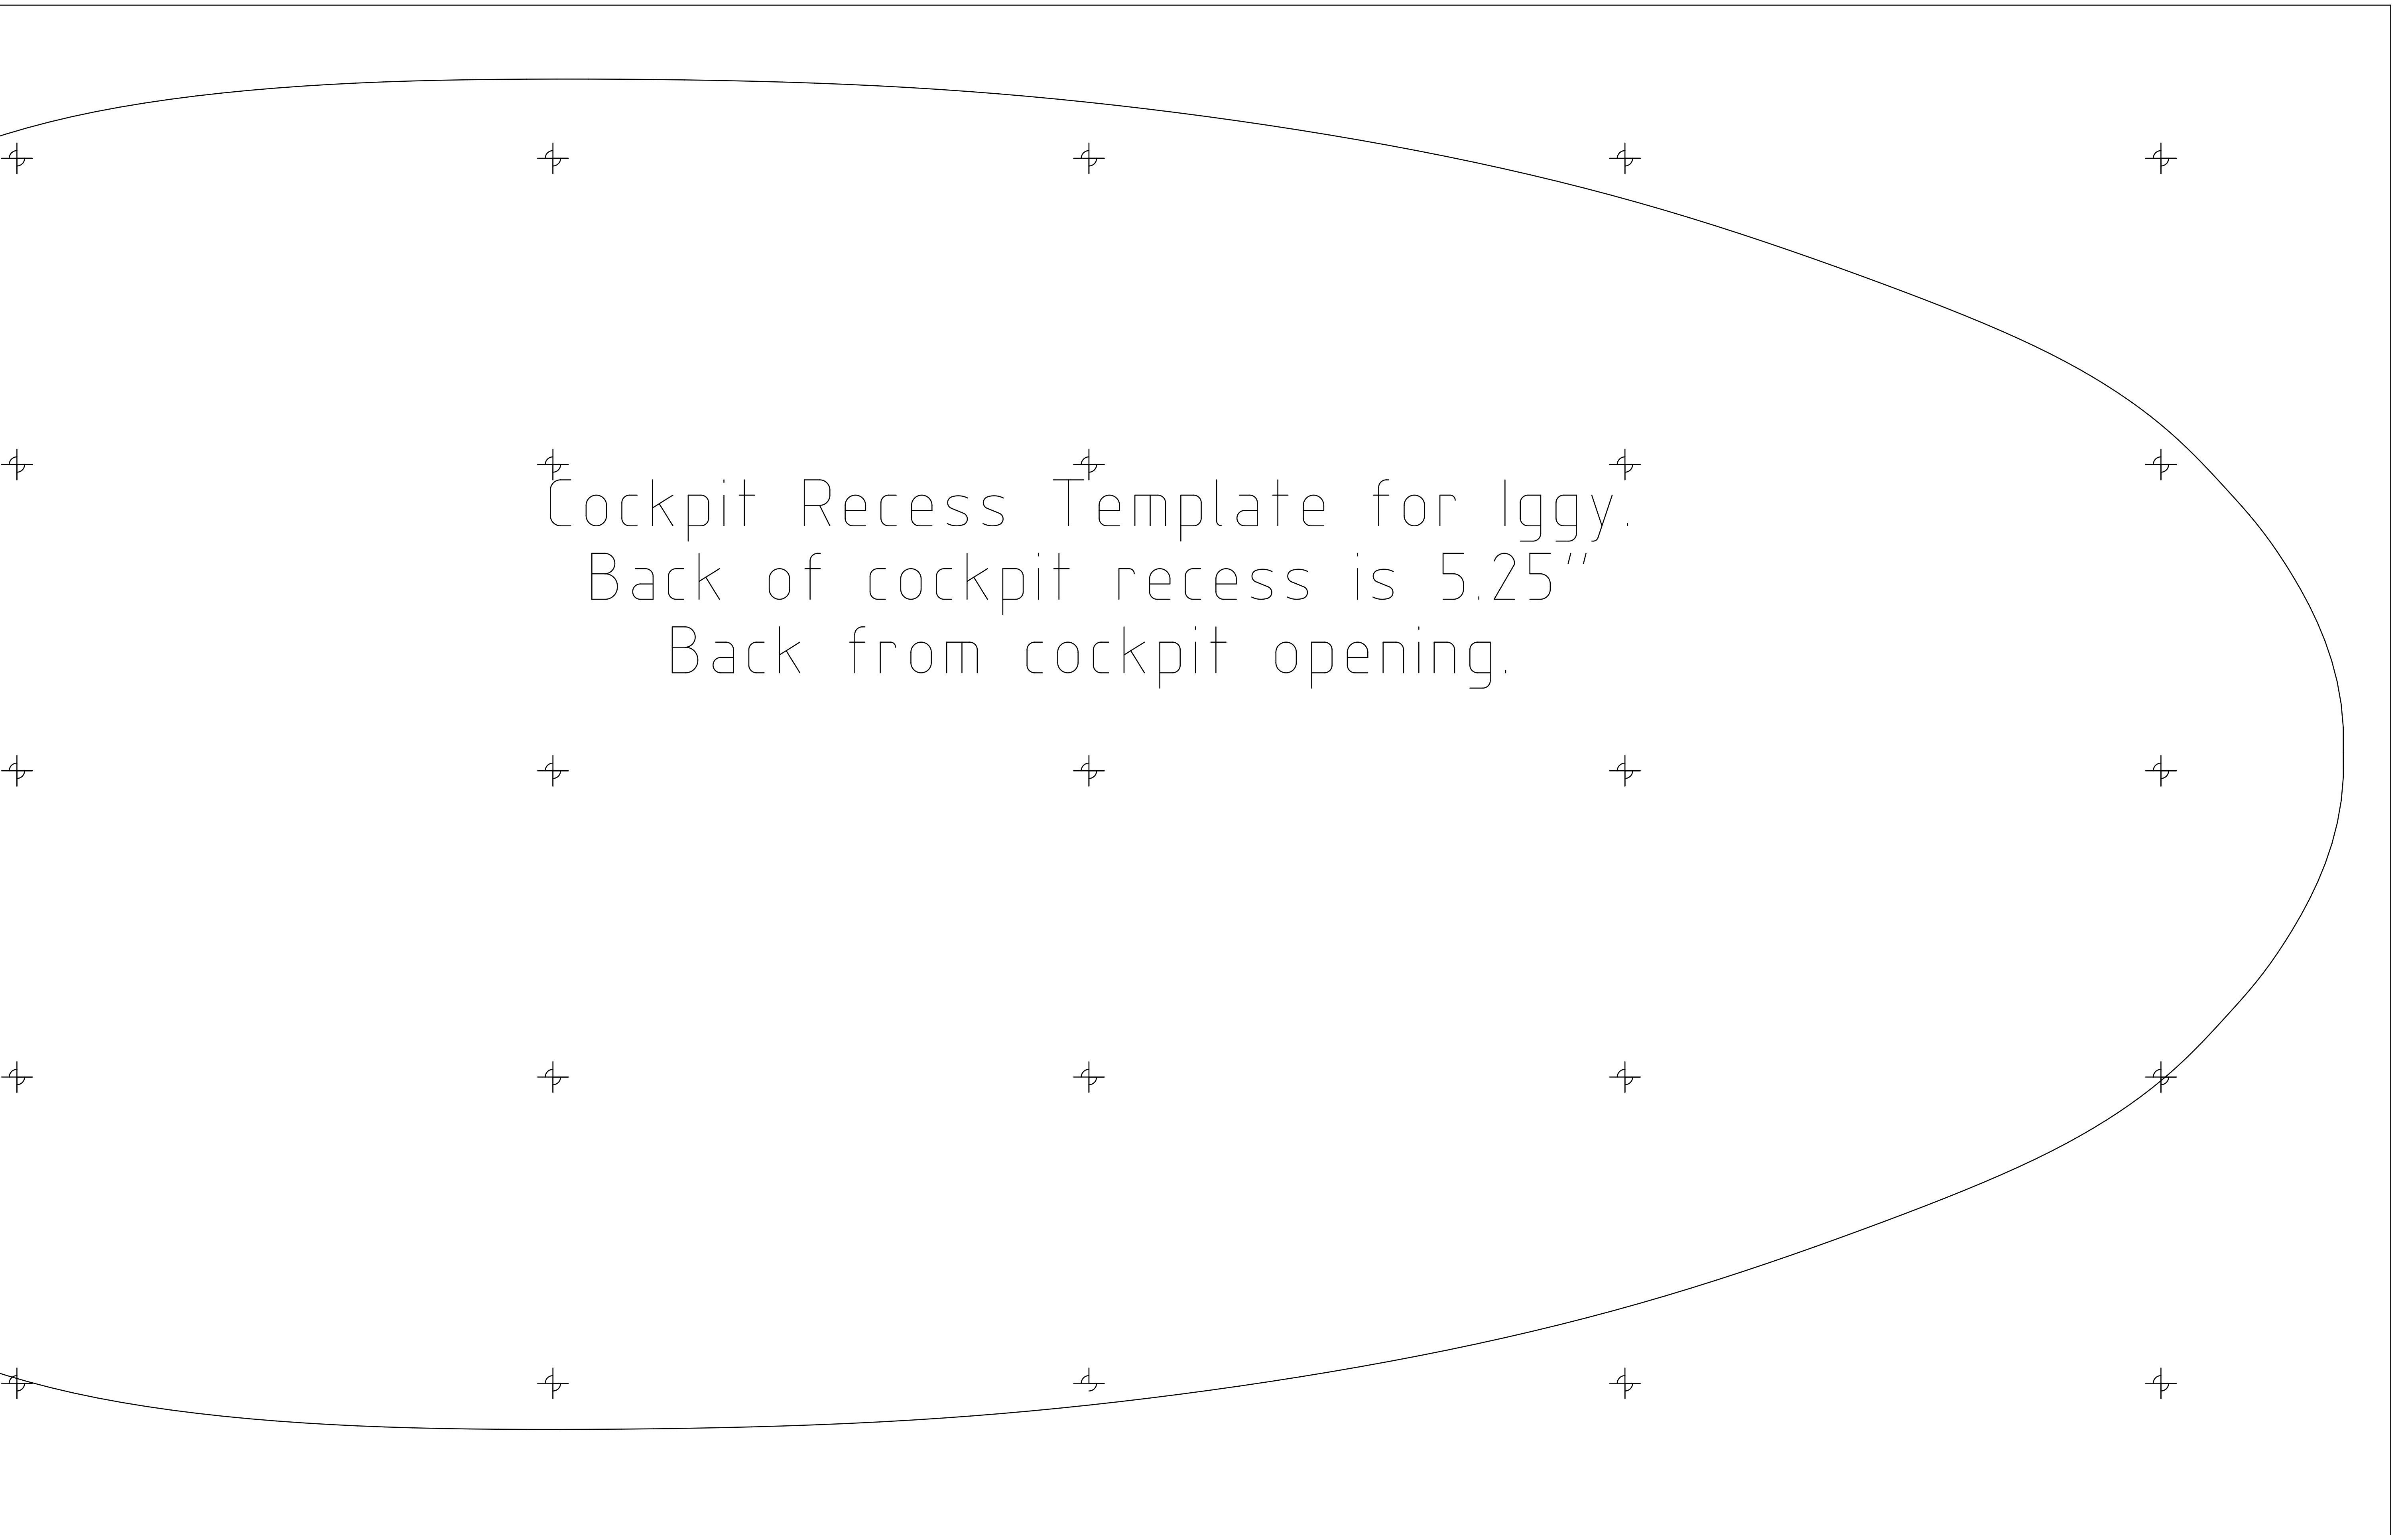 Cockpit Recess Template for Iggy.
Back of cockpit recess is 5.25"
Back from cockpit opening.